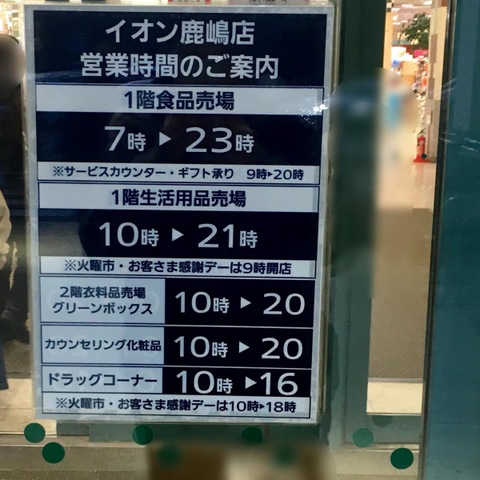 イオン鹿嶋店
営業時間のご案内
1階食品売場
7時 ▶ 23時
※サービスカウンター・ギフト承り 9時▶20時
1階生活用品売場
10時 ▶ 21時
※火曜市・お客さま感謝デーは9時開店
2階衣料品売場
グリーンボックス
10時 ▶ 20
カウンセリング化粧品
10時 ▶ 20
ドラッグコーナー
10時 ▶16
※火曜市・お客さま感謝デーは10時▶18時